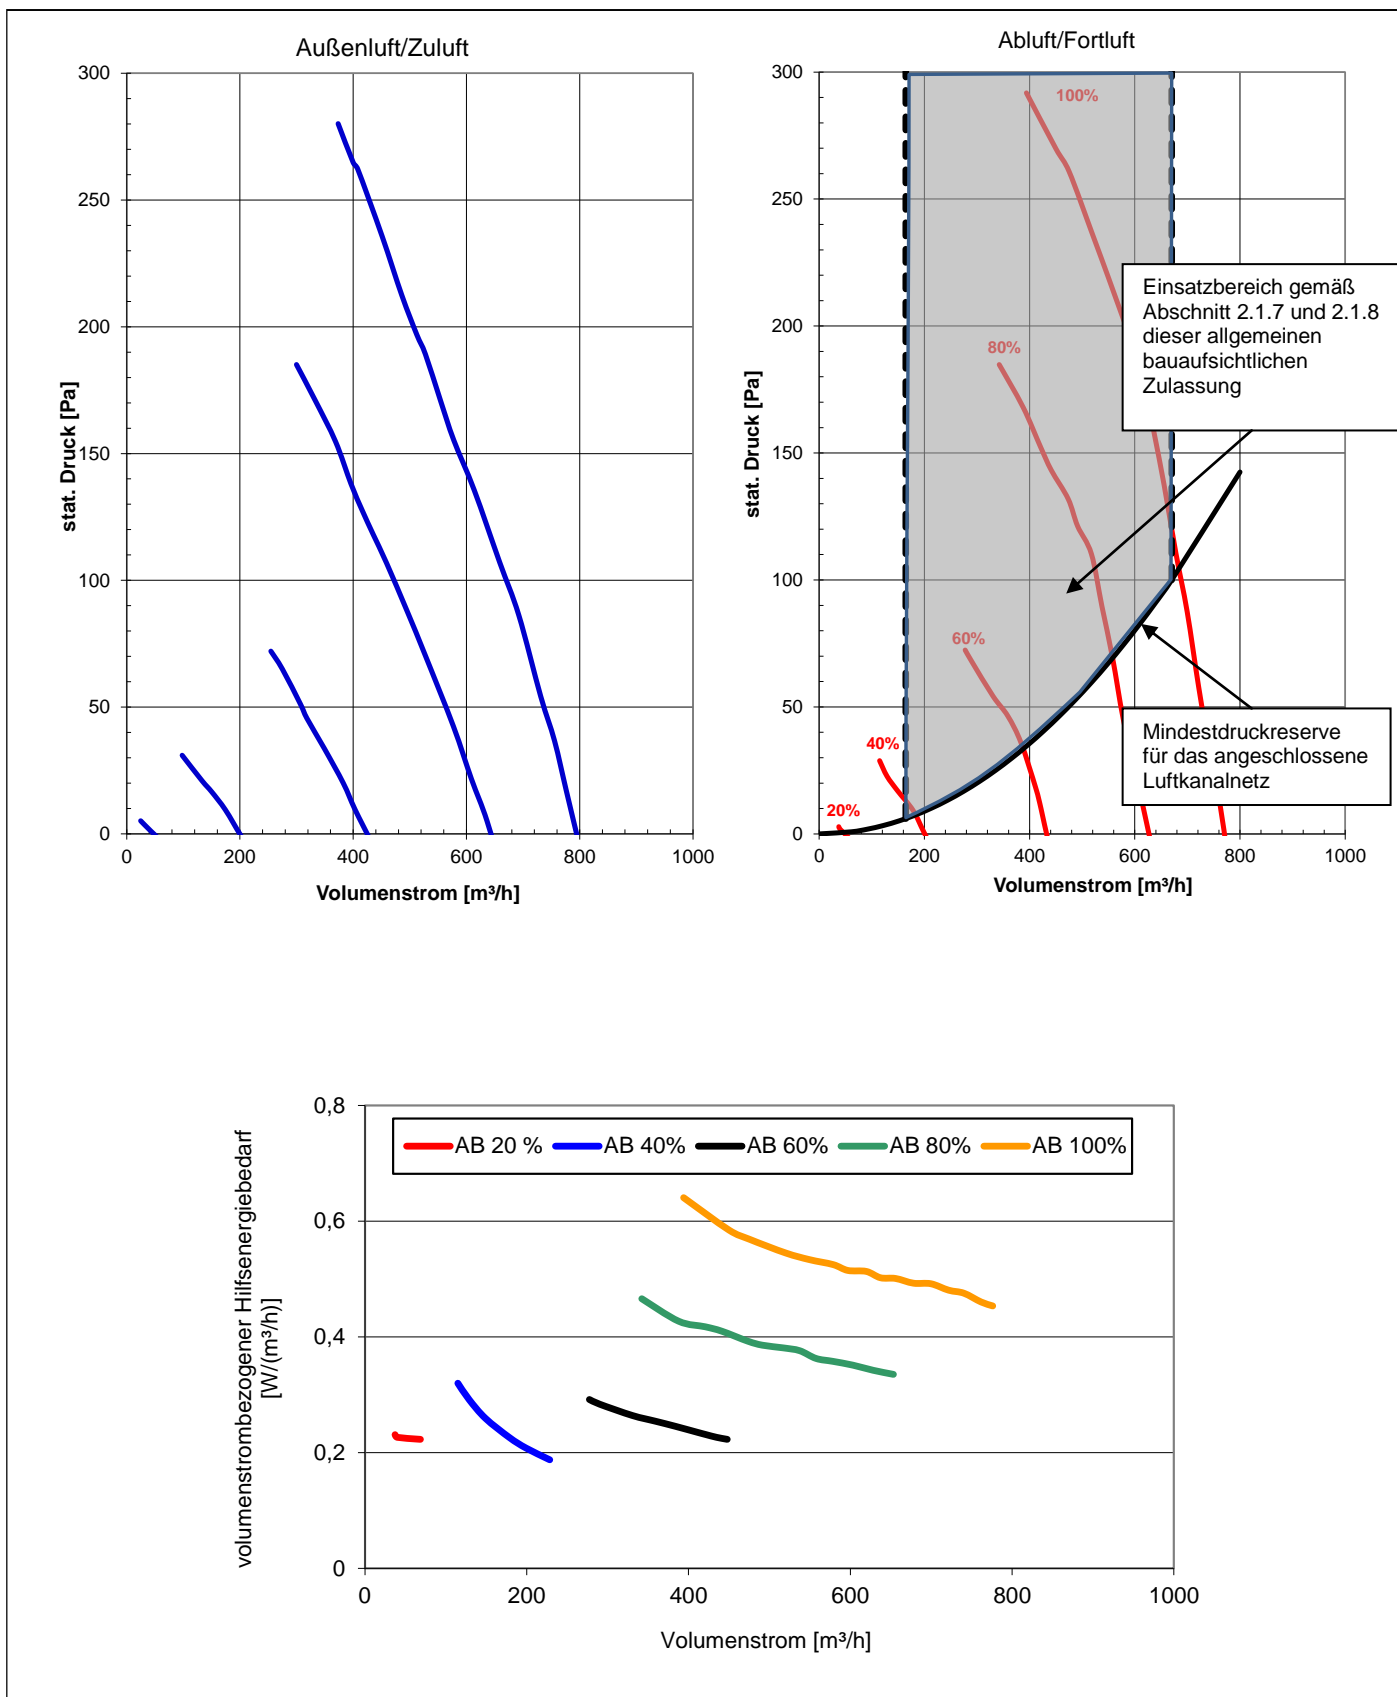 Außenluft/Zuluft
300
250
200
150
100
50
0
stat. Druck [Pa]
0 200 400 600 800 1000
Volumenstrom [m³/h]
Abluft/Fortluft
300
250
200
150
100
50
0
stat. Druck [Pa]
100%
80%
60%
40%
20%
Einsatzbereich gemäß
Abschnitt 2.1.7 und 2.1.8
dieser allgemeinen
bauaufsichtlichen
Zulassung
Mindestdruckreserve
für das angeschlossene
Luftkanalnetz
0 200 400 600 800 1000
Volumenstrom [m³/h]
volumenstrombezogener Hilfsenergiebedarf
[W/(m³/h)]
0,8
0,6
0,4
0,2
0
AB 20 % AB 40% AB 60% AB 80% AB 100%
0 200 400 600 800 1000
Volumenstrom [m³/h]